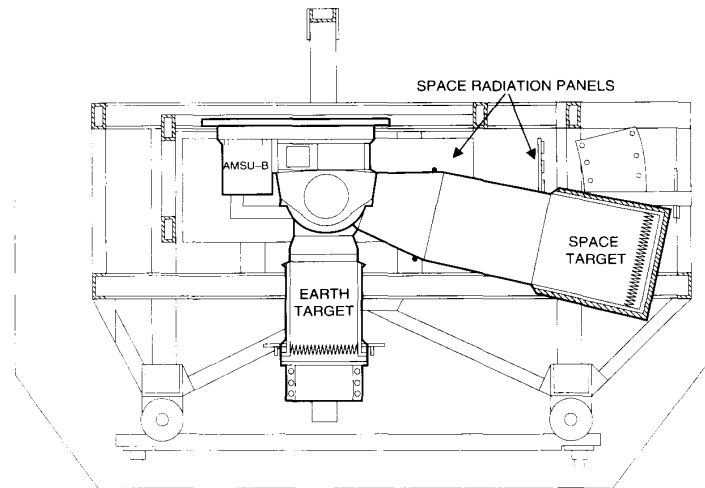 SPACE RADIATION PANELS
AMSU-B
SPACE
TARGET
EARTH
TARGET